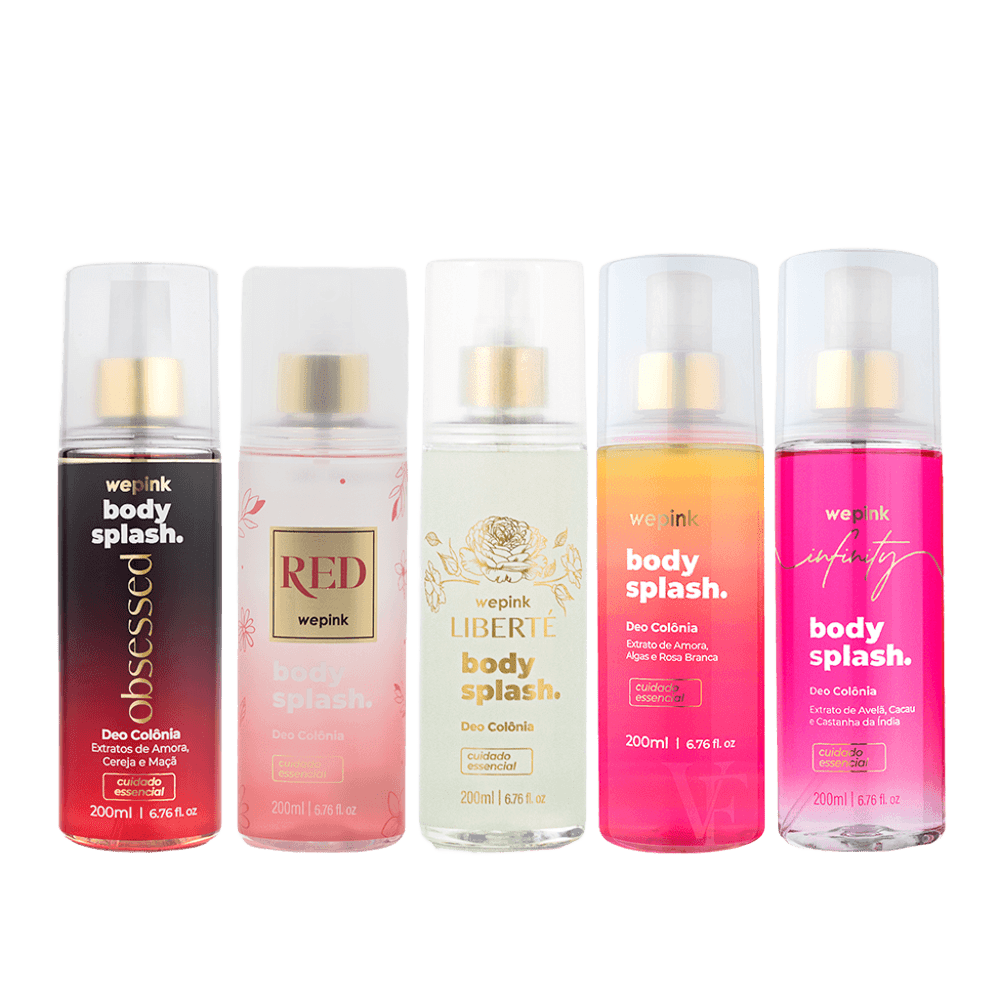 wepink
body
splash.
obsessed
Deo Colônia
Extratos de Amora,
Cereja e Maçã
cuidado
essencial
200ml | 6.76 fl. oz
RED
wepink
body
splash.
Deo Colônia
cuidado
essencial
200ml | 6.76 fl. oz
wepink
LIBERTÉ
body
splash.
Deo Colônia
cuidado
essencial
200ml | 6.76 fl. oz
wepink
body
splash.
Deo Colônia
Extrato de Amora,
Algas e Rosa Branca
cuidado
essencial
200ml | 6.76 fl. oz
VF
wepink
infinity
body
splash.
Deo Colônia
Extrato de Avelã, Cacau
e Castanha da Índia
cuidado
essencial
200ml | 6.76 fl. oz